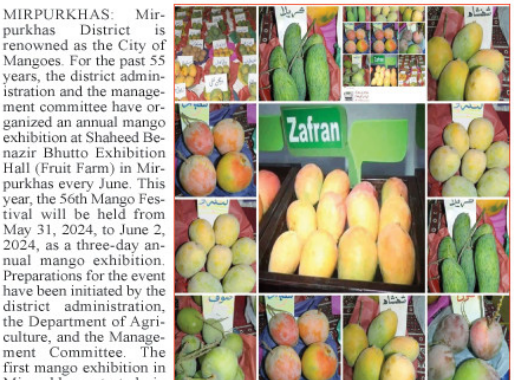 MIRPURKHAS: Mir-
purkhas District is
renowned as the City of
Mangoes. For the past 55
years, the district admin-
istration and the manage-
ment committee have or-
ganized an annual mango
exhibition at Shaheed Be-
nazir Bhutto Exhibition
Hall (Fruit Farm) in Mir-
purkhas every June. This
year, the 56th Mango Fes-
tival will be held from
May 31, 2024, to June 2,
2024, as a three-day an-
nual mango exhibition.
Preparations for the event
have been initiated by the
district administration,
the Department of Agri-
culture, and the Manage-
ment Committee. The
first mango exhibition in
Zafran